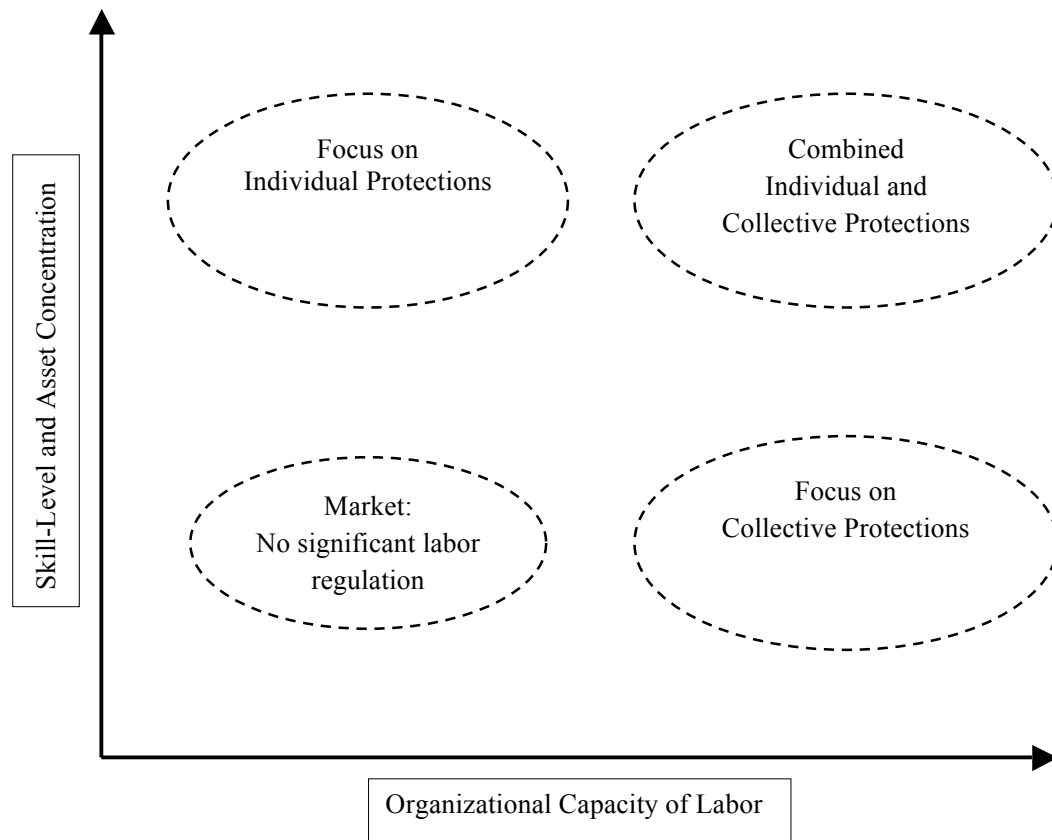 Focus on
Individual Protections
Combined
Individual and
Collective Protections
Skill-Level and Asset Concentration
Market:
No significant labor
regulation
Focus on
Collective Protections
Organizational Capacity of Labor